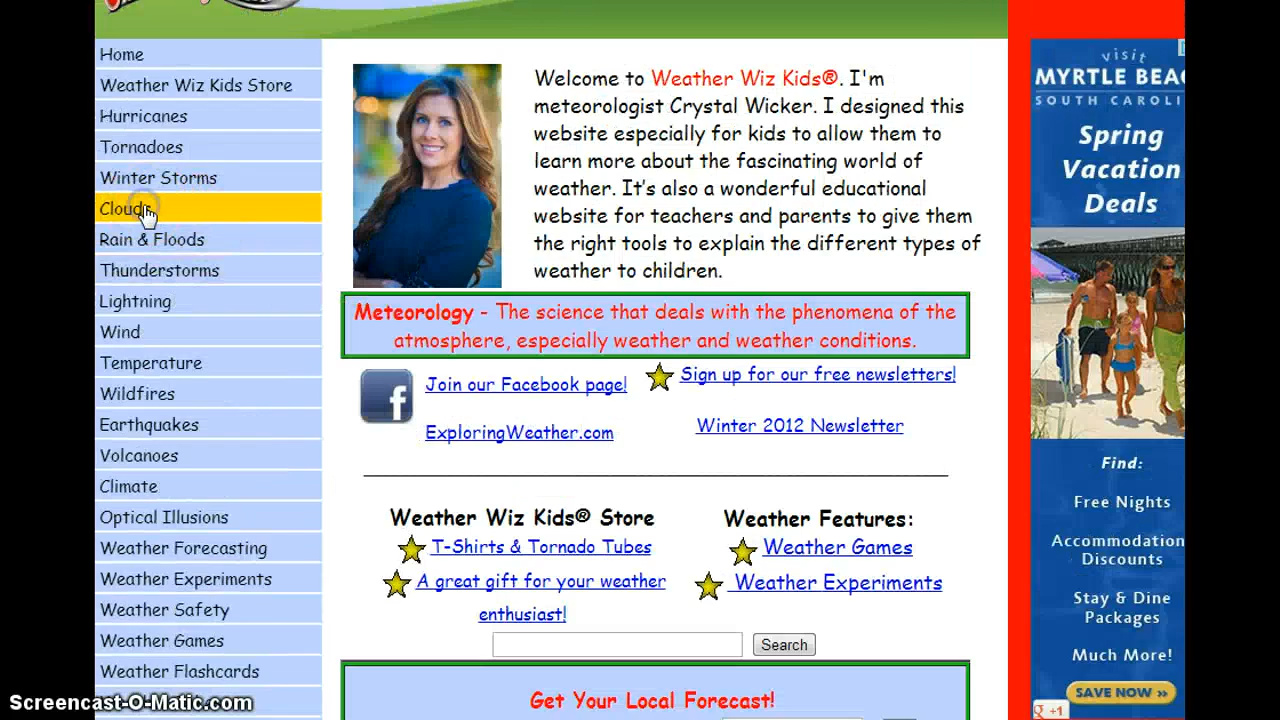 Home
Weather Wiz Kids Store
Hurricanes
Tornadoes
Winter Storms
Clouds
Rain & Floods
Thunderstorms
Lightning
Wind
Temperature
Wildfires
Earthquakes
Volcanoes
Climate
Optical Illusions
Weather Forecasting
Weather Experiments
Weather Safety
Weather Games
Weather Flashcards
Welcome to Weather Wiz Kids®. I'm
meteorologist Crystal Wicker. I designed this
website especially for kids to allow them to
learn more about the fascinating world of
weather. It's also a wonderful educational
website for teachers and parents to give them
the right tools to explain the different types of
weather to children.
Meteorology - The science that deals with the phenomena of the
atmosphere, especially weather and weather conditions.
f
Join our Facebook page!
Sign up for our free newsletters!
ExploringWeather.com
Winter 2012 Newsletter
Weather Wiz Kids® Store
T-Shirts & Tornado Tubes
A great gift for your weather
enthusiast!
Weather Features:
Weather Games
Weather Experiments
Search
Get Your Local Forecast!
visit
MYRTLE BEAC
SOUTH CAROLI
Spring
Vacation
Deals
Find:
Free Nights
Accommodation
Discounts
Stay & Dine
Packages
Much More!
SAVE NOW »
+1
Screencast-O-Matic.com